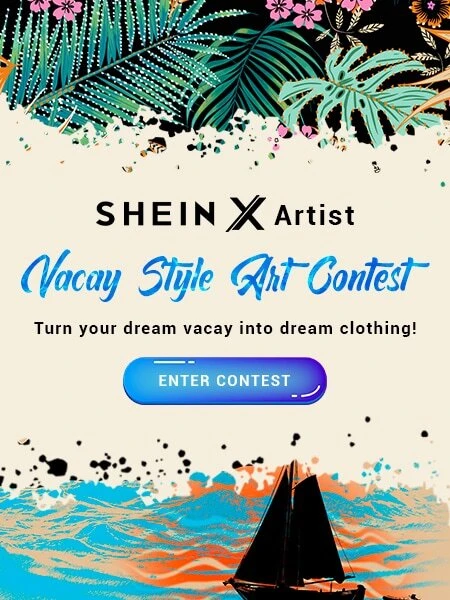 SHEIN X Artist
Vacay Style Art Contest
Turn your dream vacay into dream clothing!
ENTER CONTEST